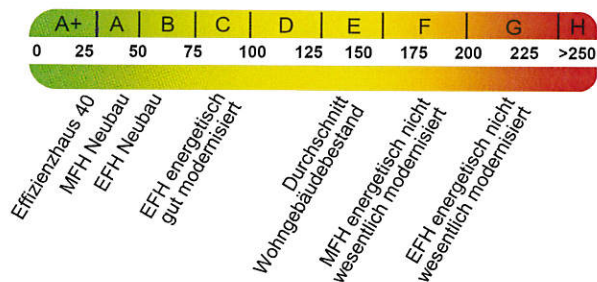 A+ A B C D E F G H
0 25 50 75 100 125 150 175 200 225 >250
Effizienzhaus 40
MFH Neubau
EFH Neubau
EFH energetisch
gut modernisiert
Durchschnitt
Wohngebäudebestand
MFH energetisch nicht
wesentlich modernisiert
EFH energetisch nicht
wesentlich modernisiert